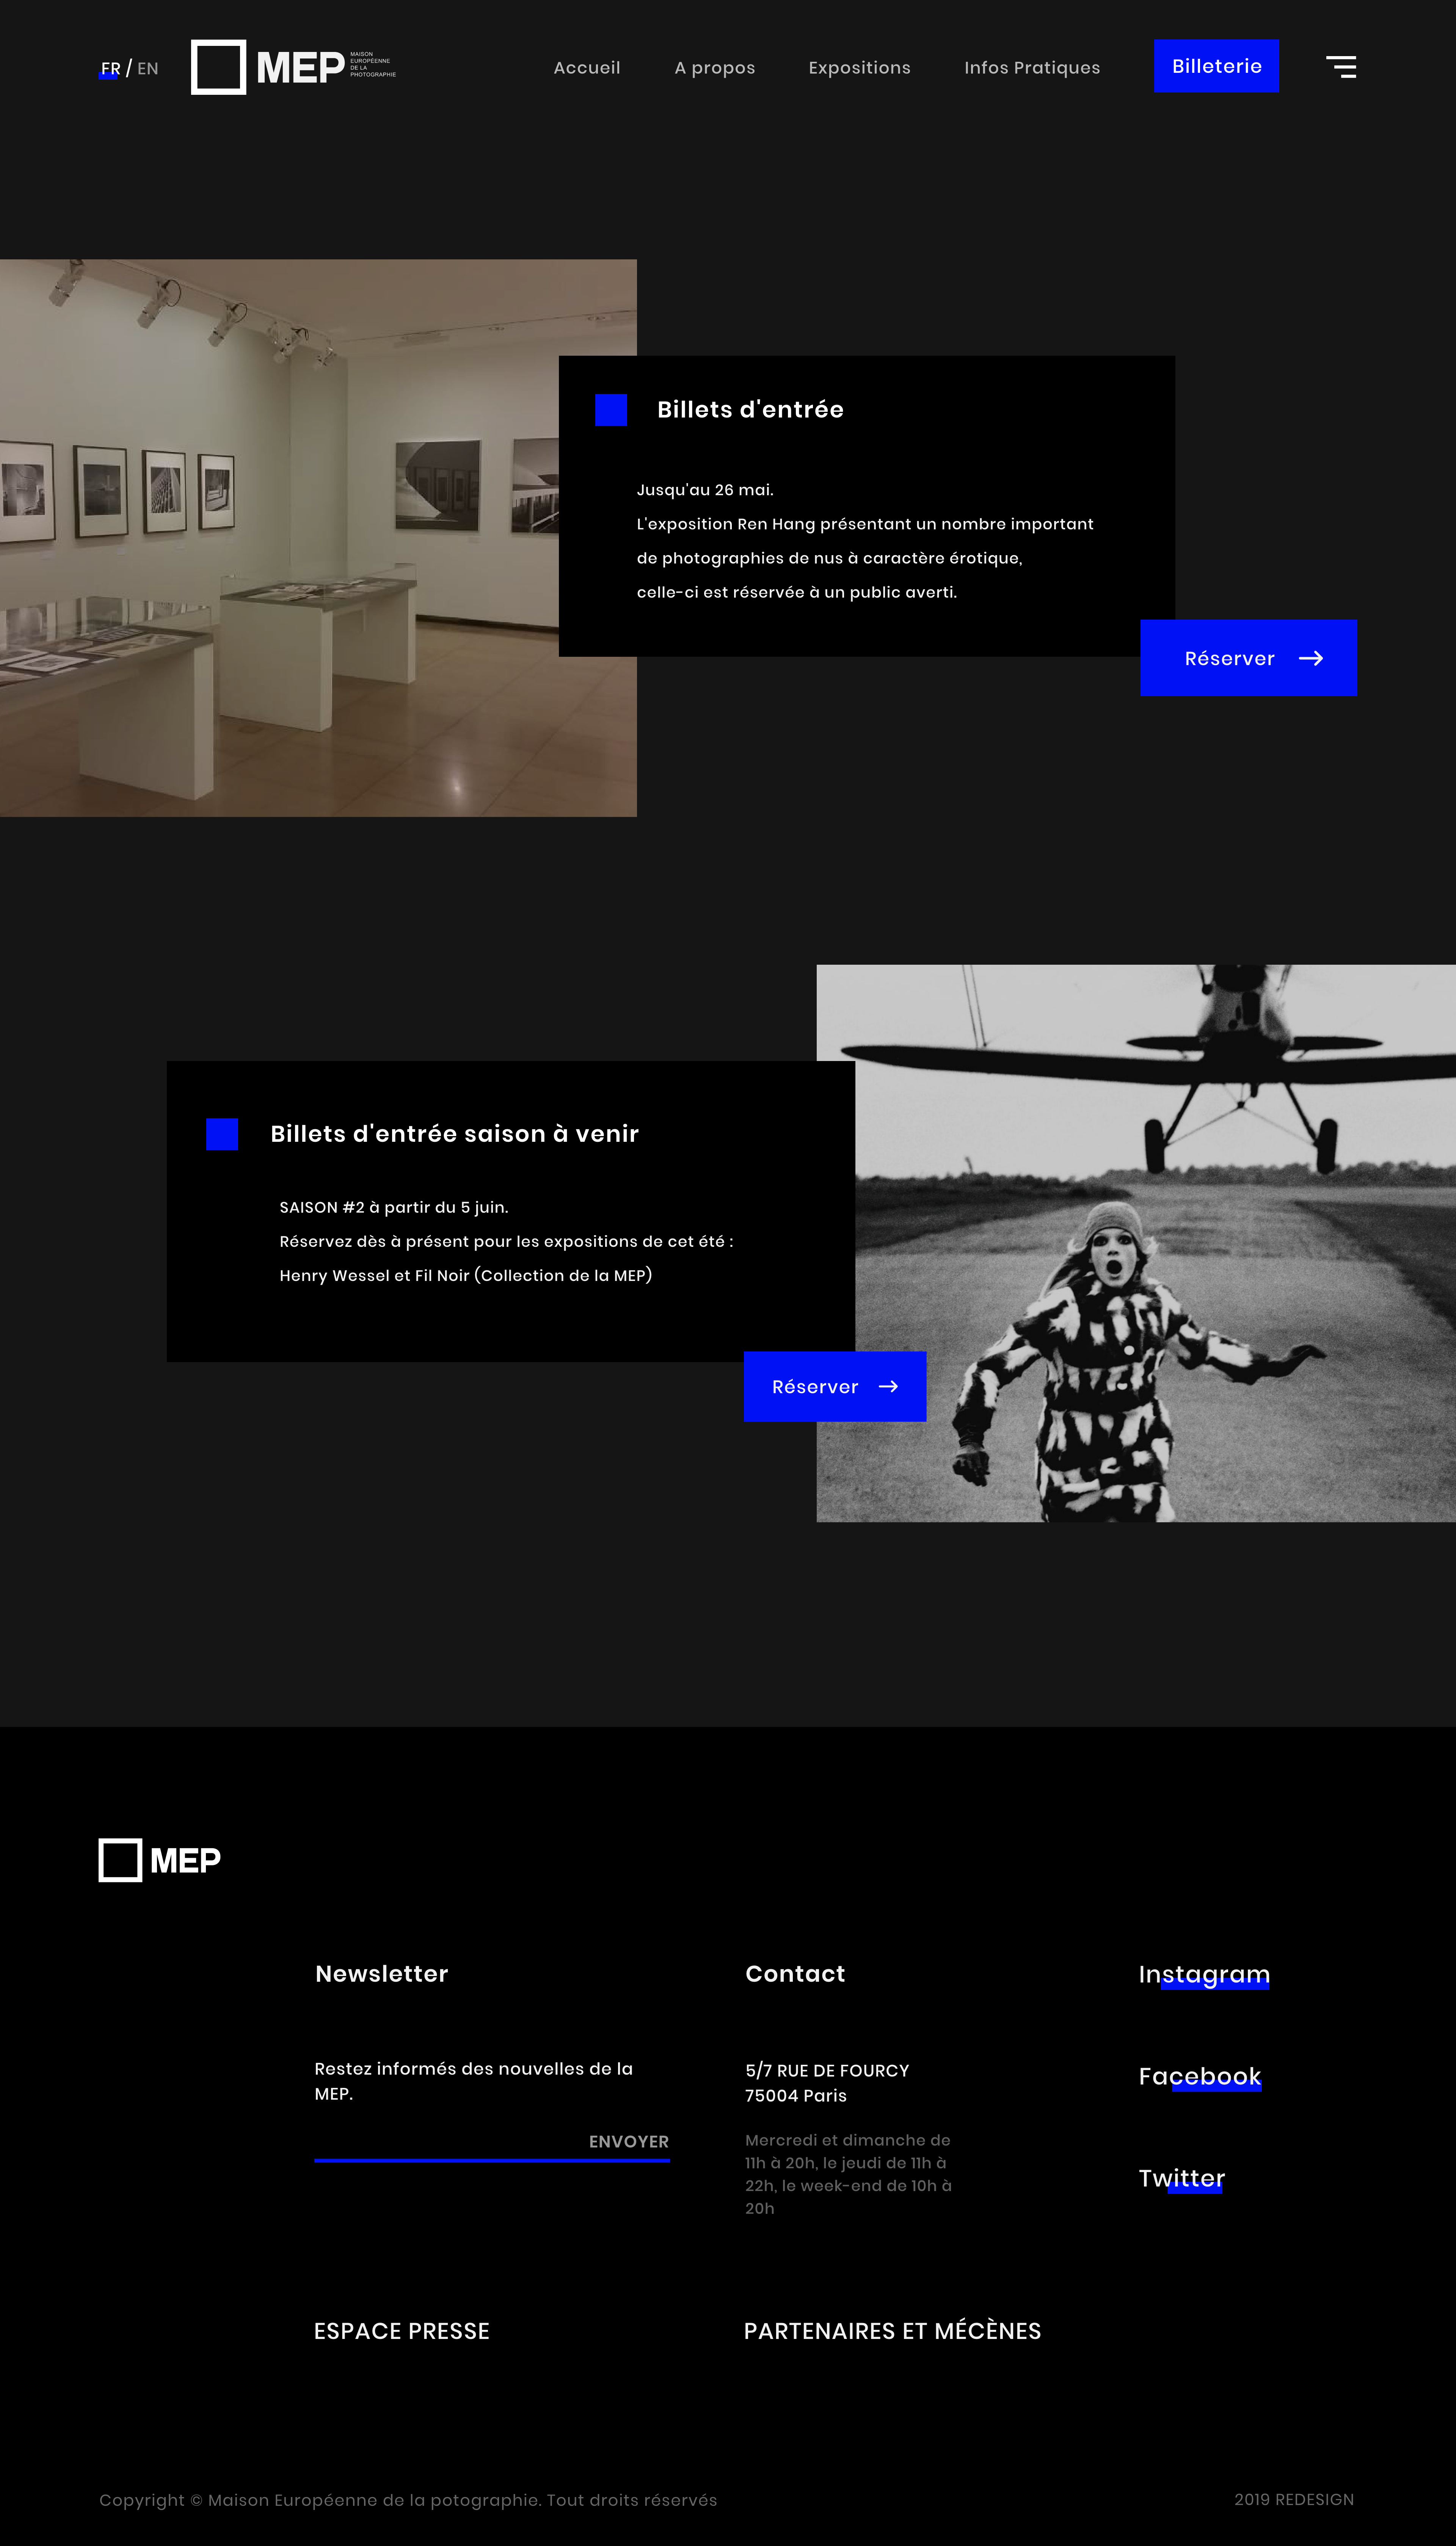 FR / EN
MEP
MAISON
EUROPÉENNE
DE LA
PHOTOGRAPHIE
Accueil
A propos
Expositions
Infos Pratiques
Billeterie
Billets d'entrée
Jusqu'au 26 mai.
L'exposition Ren Hang présentant un nombre important
de photographies de nus à caractère érotique,
celle-ci est réservée à un public averti.
Réserver
Billets d'entrée saison à venir
SAISON #2 à partir du 5 juin.
Réservez dès à présent pour les expositions de cet été :
Henry Wessel et Fil Noir (Collection de la MEP)
Réserver
MEP
Newsletter
Restez informés des nouvelles de la
MEP.
ENVOYER
Contact
5/7 RUE DE FOURCY
75004 Paris
Mercredi et dimanche de
11h à 20h, le jeudi de 11h à
22h, le week-end de 10h à
20h
Instagram
Facebook
Twitter
ESPACE PRESSE
PARTENAIRES ET MÉCÈNES
Copyright © Maison Européenne de la potographie. Tout droits réservés
2019 REDESIGN